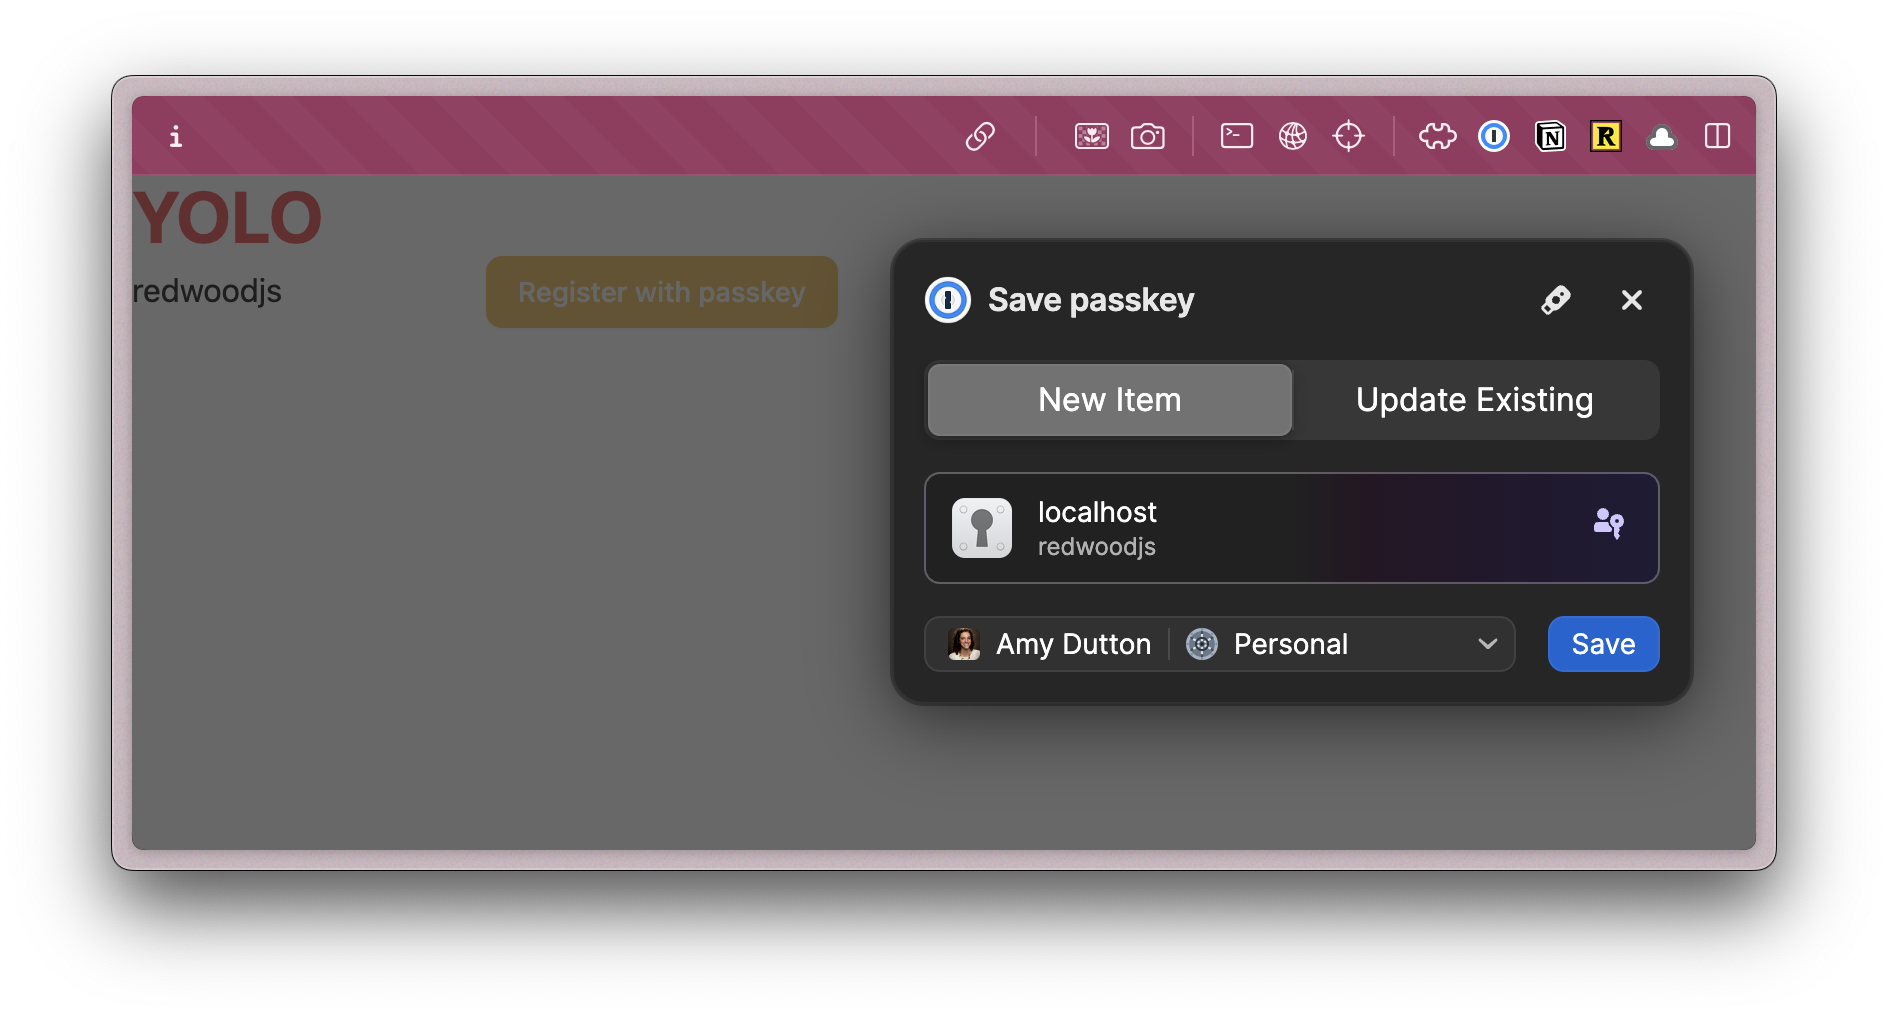 i
N
R
YOLO
redwoodjs
Register with passkey
Save passkey
New Item
Update Existing
localhost
redwoodjs
Amy Dutton
Personal
Save